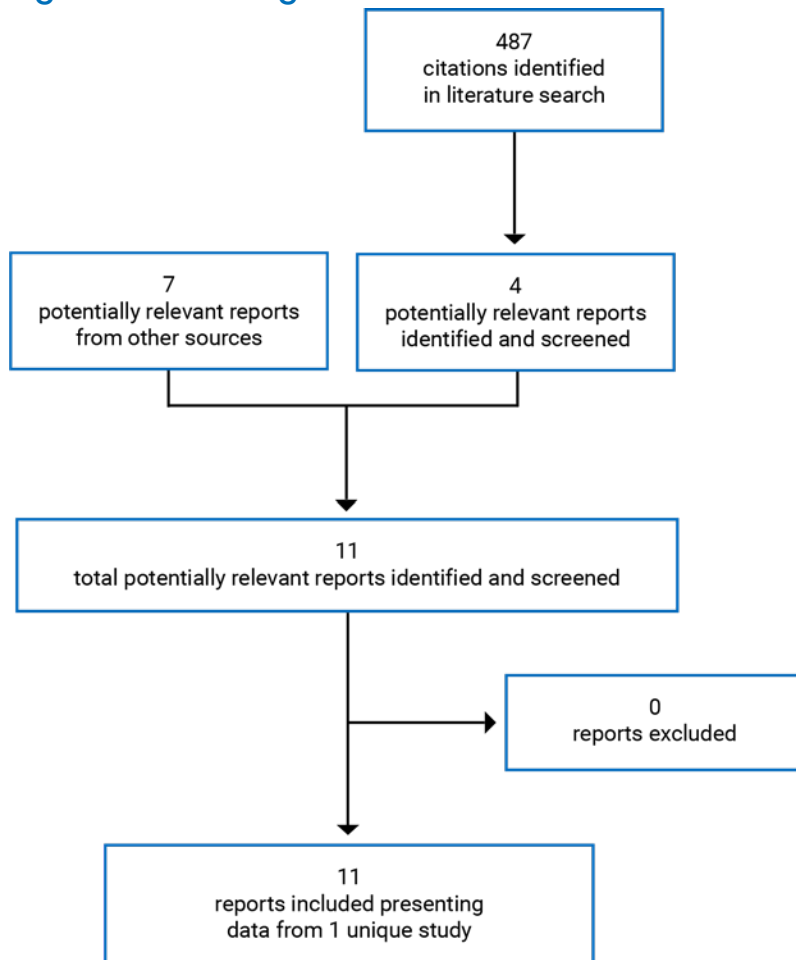 487
citations identified
in literature search
7
potentially relevant reports
from other sources
4
potentially relevant reports
identified and screened
11
total potentially relevant reports identified and screened
0
reports excluded
11
reports included presenting
data from 1 unique study